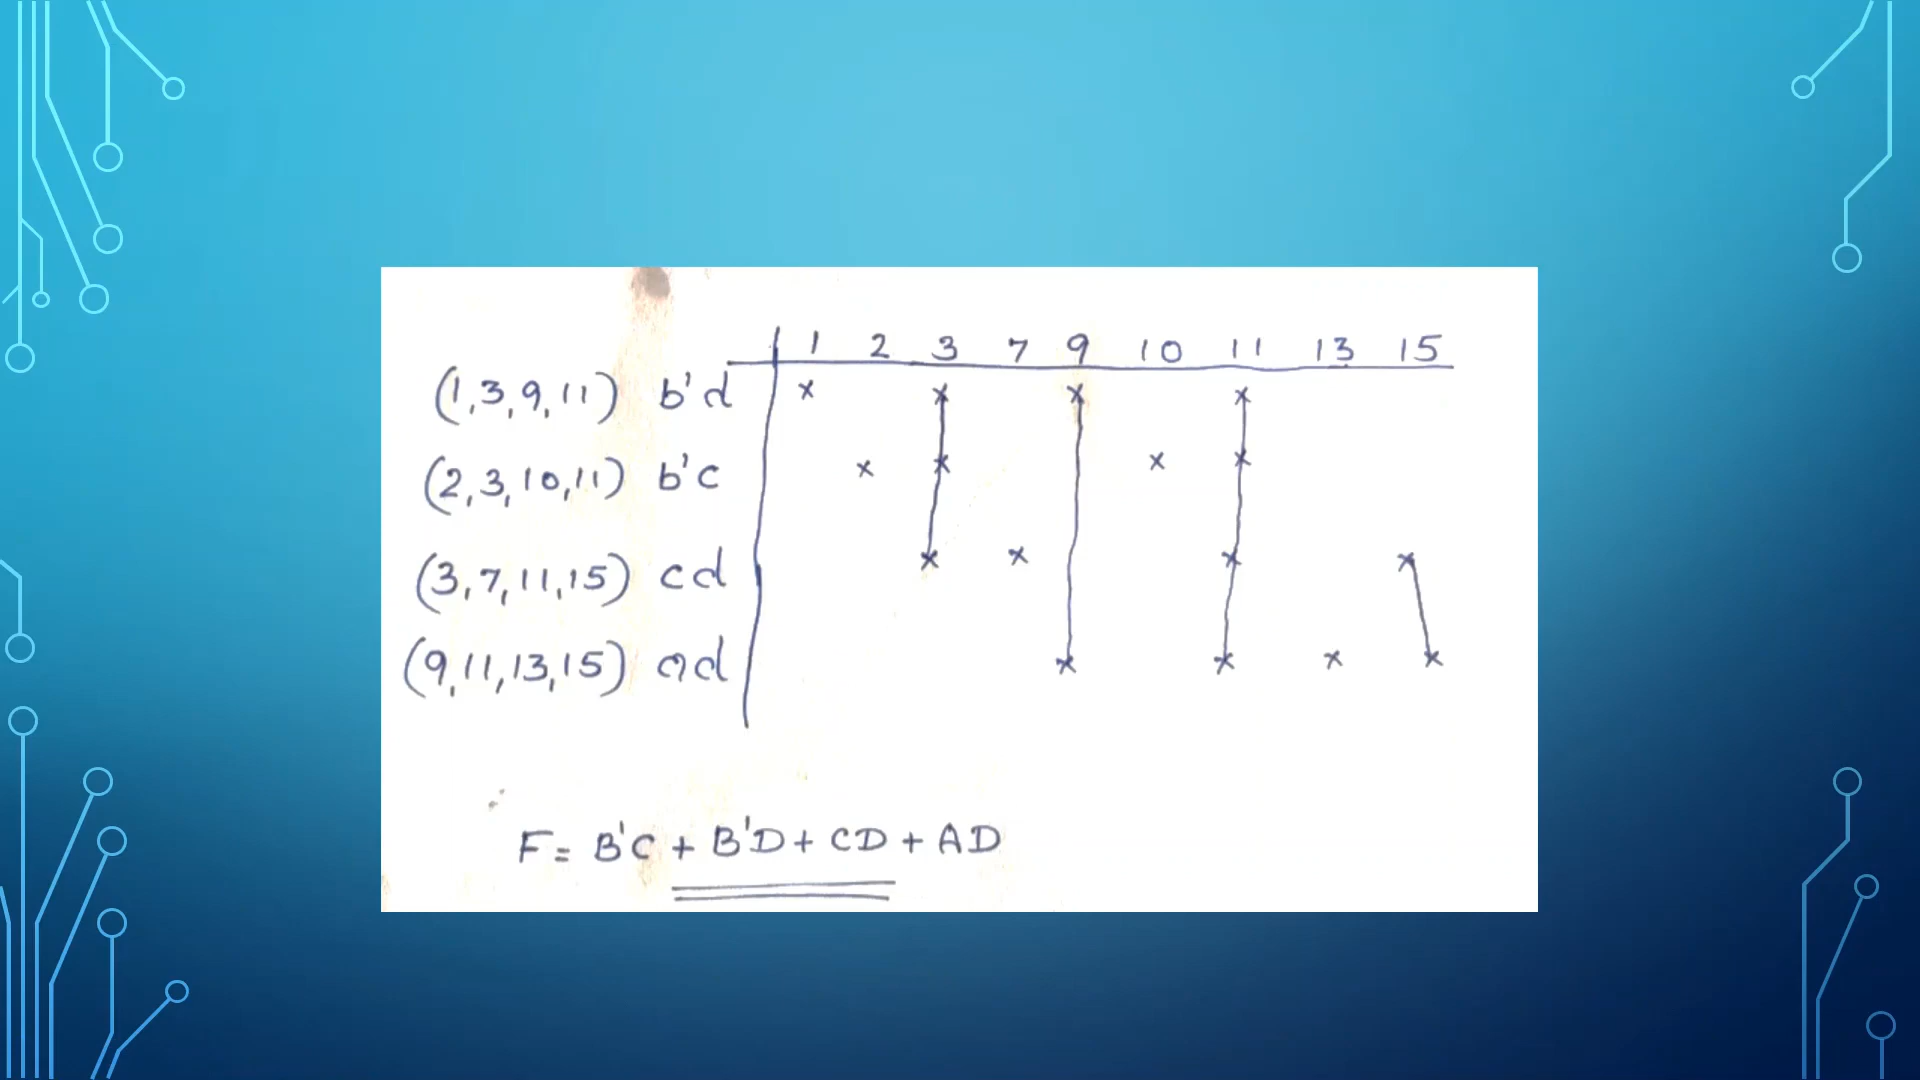 1 2 3 7 9 10 11 13 15
(1,3,9,11) b'd x x x x
(2,3,10,11) b'c x x x x
(3,7,11,15) cd x x x x
(9,11,13,15) ad x x x x
F = B'C + B'D + CD + AD